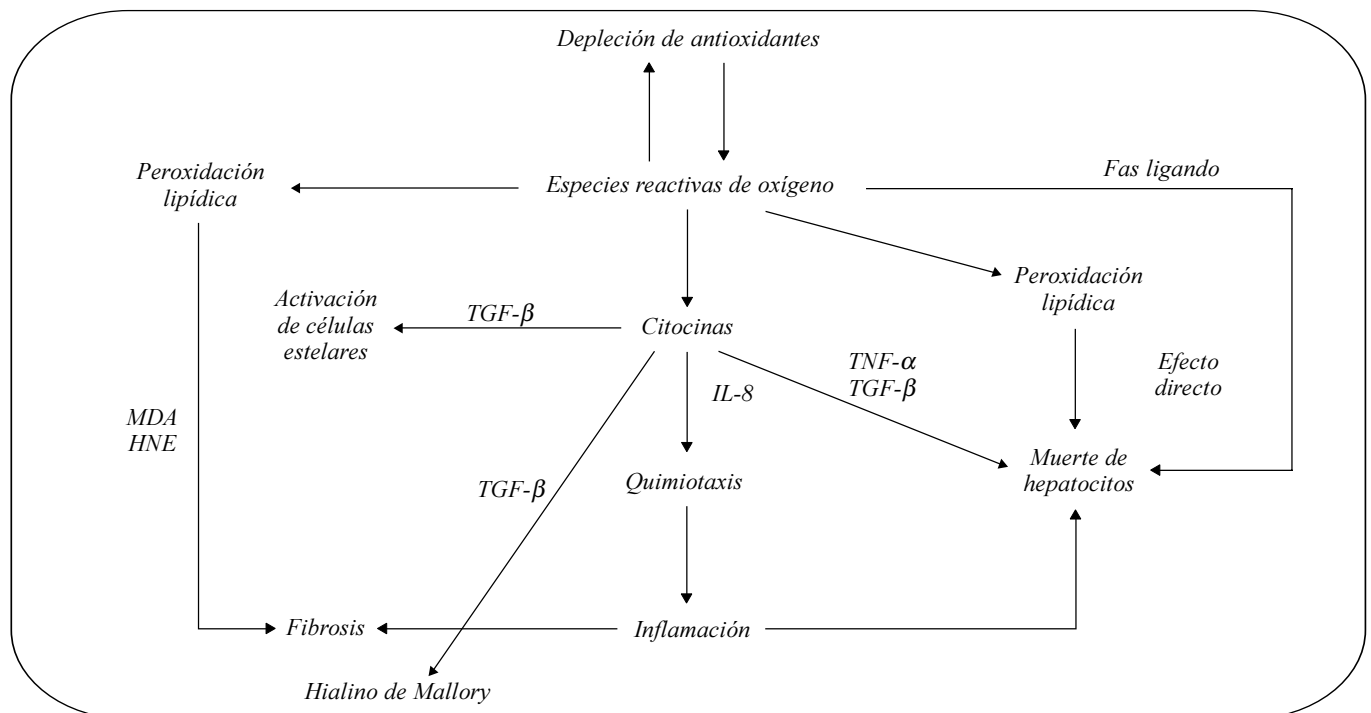 Depleción de antioxidantes
Peroxidación
lipídica
Especies reactivas de oxígeno
Fas ligando
Peroxidación
lipídica
Activación
de células
estelares
TGF-β
Citocinas
TNF-α
TGF-β
Efecto
directo
IL-8
MDA
HNE
Muerte de
hepatocitos
TGF-β
Quimiotaxis
Fibrosis
Inflamación
Hialino de Mallory